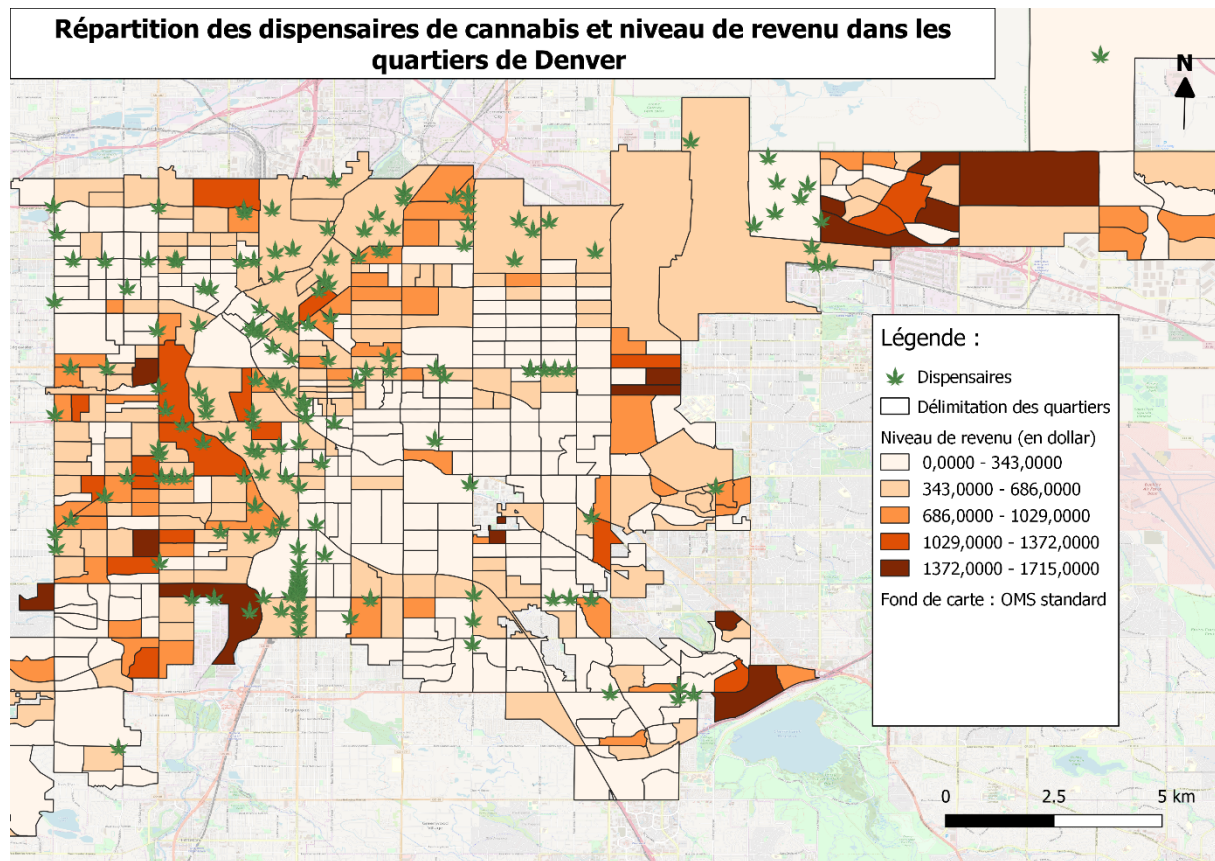 Répartition des dispensaires de cannabis et niveau de revenu dans les
quartiers de Denver
N
Légende :
Dispensaires
Délimitation des quartiers
Niveau de revenu (en dollar)
0,0000 - 343,0000
343,0000 - 686,0000
686,0000 - 1029,0000
1029,0000 - 1372,0000
1372,0000 - 1715,0000
Fond de carte : OMS standard
0 2.5 5 km